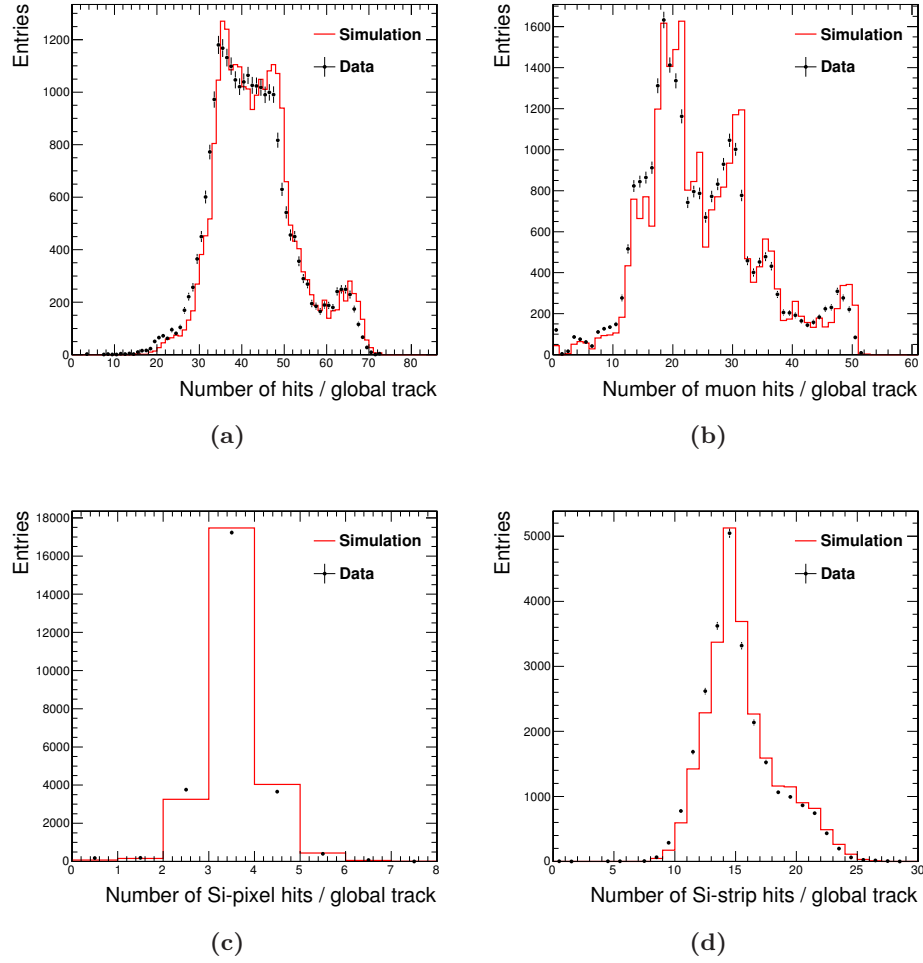 Entries
1200
1000
800
600
400
200
0
0 10 20 30 40 50 60 70 80
Number of hits / global track
Simulation
Data
(a)
Entries
1600
1400
1200
1000
800
600
400
200
0
0 10 20 30 40 50 60
Number of muon hits / global track
Simulation
Data
(b)
Entries
18000
16000
14000
12000
10000
8000
6000
4000
2000
0
0 1 2 3 4 5 6 7 8
Number of Si-pixel hits / global track
Simulation
Data
(c)
Entries
5000
4000
3000
2000
1000
0
0 5 10 15 20 25 30
Number of Si-strip hits / global track
Simulation
Data
(d)